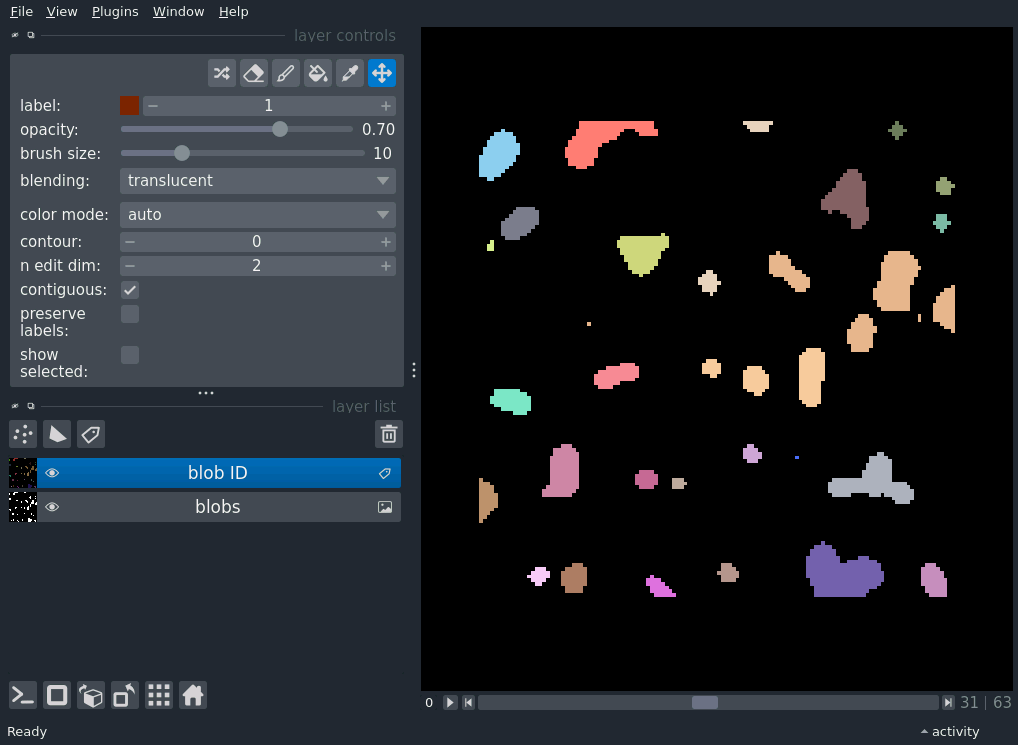 File View Plugins Window Help
layer controls
label: 1
opacity: 0.70
brush size: 10
blending: translucent
color mode: auto
contour: 0
n edit dim: 2
contiguous:
preserve
labels:
show
selected:
layer list
blob ID
blobs
0 31 | 63
Ready activity